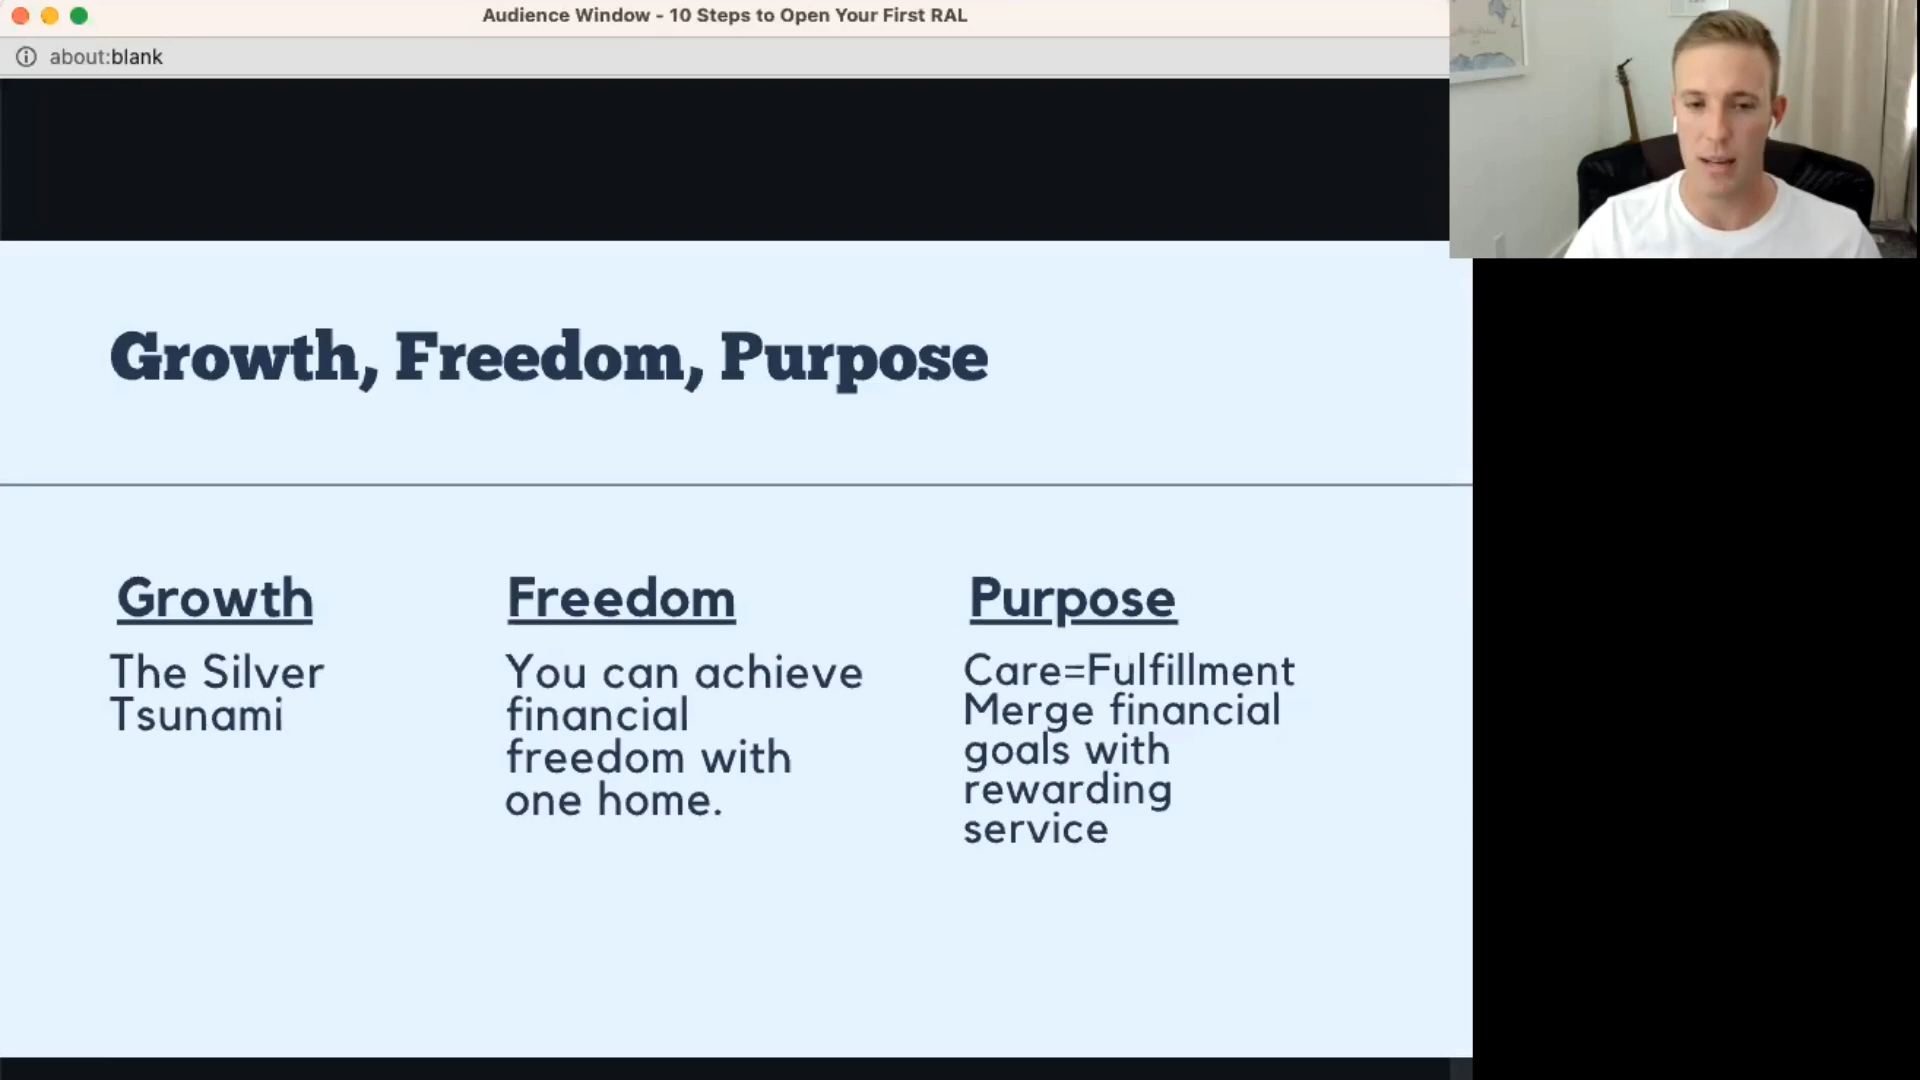 Audience Window - 10 Steps to Open Your First RAL
about:blank
Growth, Freedom, Purpose
Growth
The Silver
Tsunami
Freedom
You can achieve
financial
freedom with
one home.
Purpose
Care=Fulfillment
Merge financial
goals with
rewarding
service